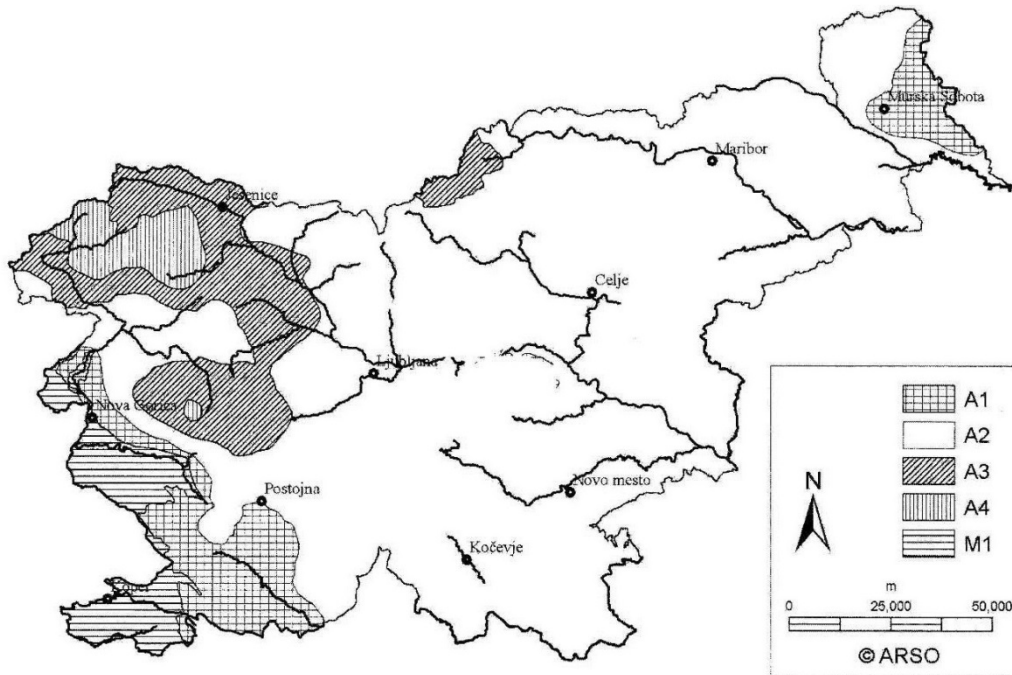 Murska Sobota
Maribor
Jesenice
Celje
Ljubljana
Nova Gorica
Postojna
Novo mesto
Kočevje
A1
A2
A3
A4
M1
N
m
0 25,000 50,000
© ARSO